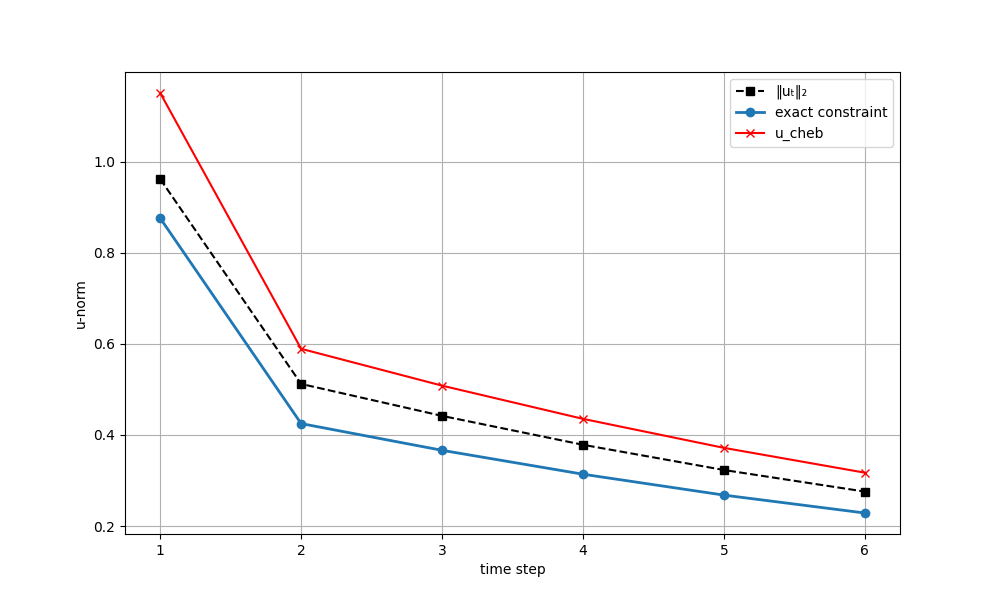 ‖uₜ‖₂
exact constraint
u_cheb
1.0
0.8
0.6
0.4
0.2
u-norm
1 2 3 4 5 6
time step